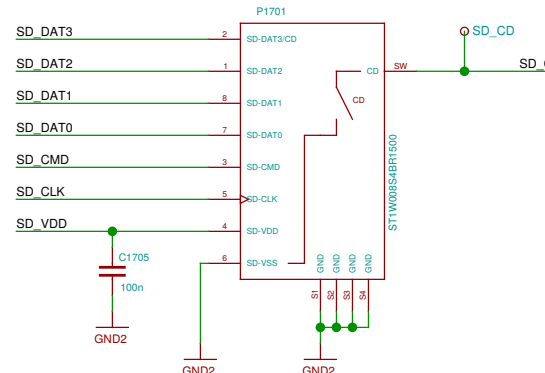 P1701
SD_DAT3 2 SD-DAT3/CD
SD_CD
SD_DAT2 1 SD-DAT2 CD SW
SD_DAT1 8 SD-DAT1 CD
SD_DAT0 7 SD-DAT0
SD_CMD 3 SD-CMD
SD_CLK 5 SD-CLK
SD_VDD 4 SD-VDD
ST1W008S4BR1500
C1705
100n
6 SD-VSS
GND GND GND GND
S1 S2 S3 S4
GND2
GND2
GND2